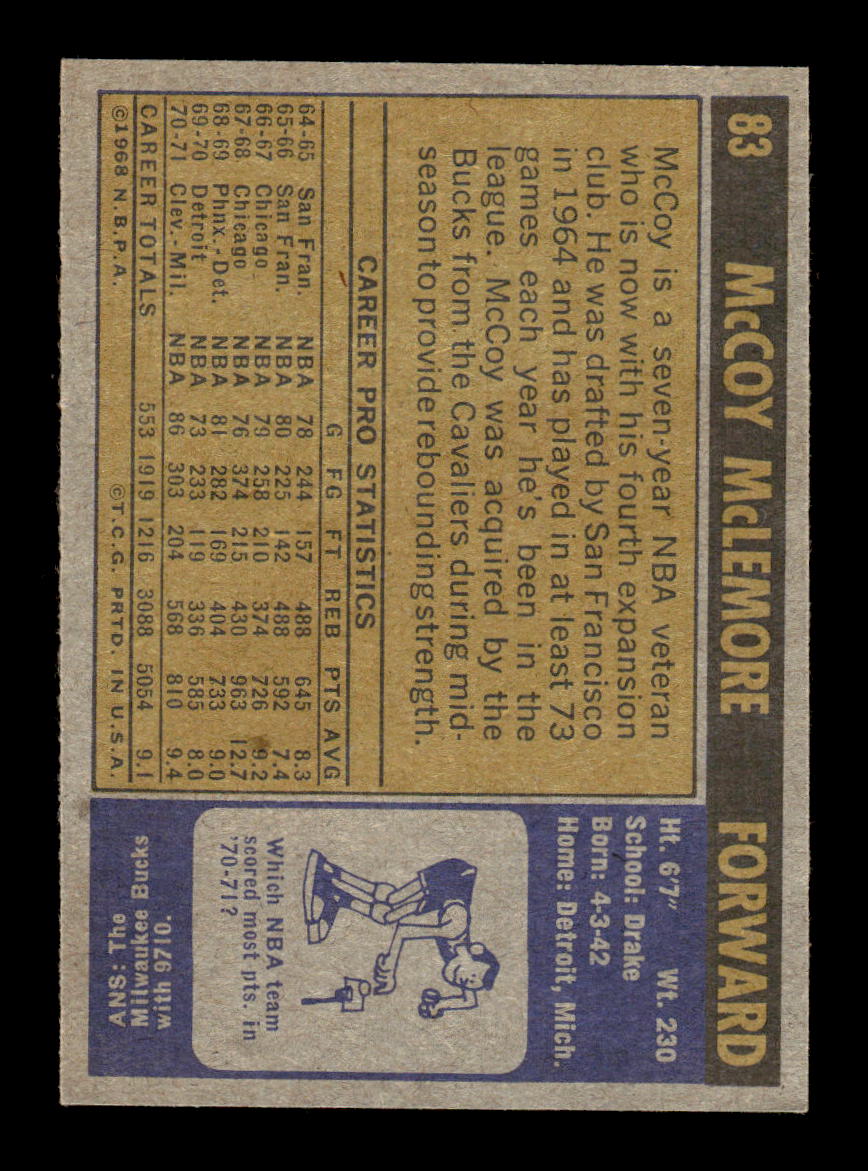 83 McCOY McLEMORE FORWARD
McCoy is a seven-year NBA veteran
who is now with his fourth expansion
club. He was drafted by San Francisco
in 1964 and has played in at least 73
games each year he's been in the
league. McCoy was acquired by the
Bucks from the Cavaliers during mid-
season to provide rebounding strength.
CAREER PRO STATISTICS
G FG FT REB PTS AVG
64-65 San Fran. NBA 78 244 157 488 645 8.3
65-66 San Fran. NBA 80 225 142 488 592 7.4
66-67 Chicago NBA 79 258 210 374 726 9.2
67-68 Chicago NBA 76 374 215 430 963 12.7
68-69 Phnx.-Det. NBA 81 282 169 404 733 9.0
69-70 Detroit NBA 73 233 119 336 585 8.0
70-71 Clev.-Mil. NBA 86 303 204 568 810 9.4
CAREER TOTALS 553 1919 1216 3088 5054 9.1
©1968 N.B.P.A. ©T.C.G. PRTD. IN U.S.A.
Ht. 6'7" Wt. 230
School: Drake
Born: 4-3-42
Home: Detroit, Mich.
Which NBA team
scored most pts. in
'70-71?
ANS: The
Milwaukee Bucks
with 9710.